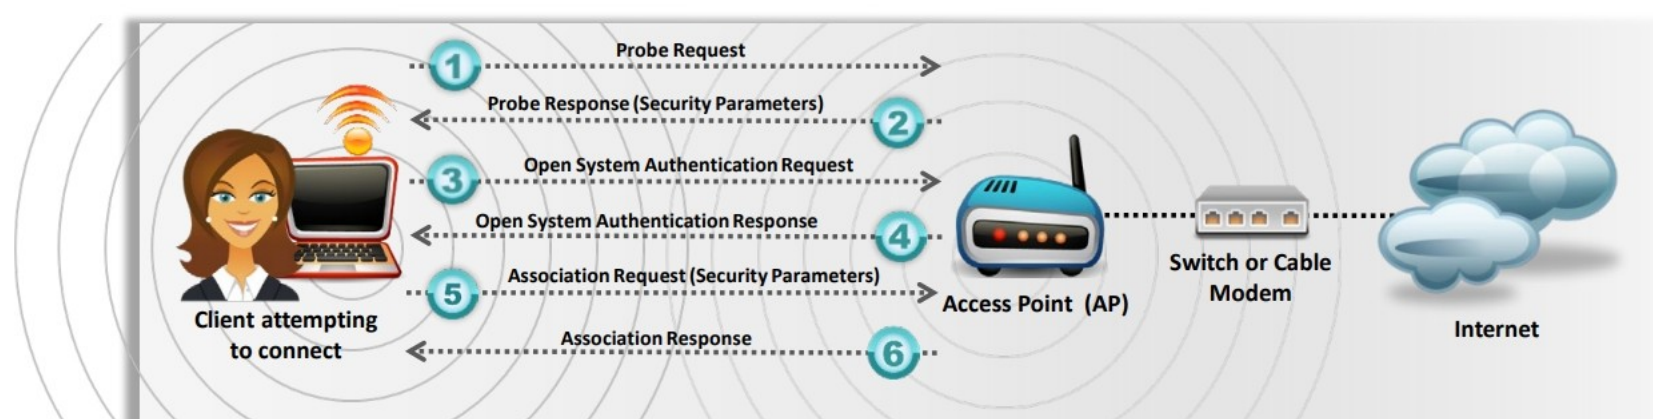 1
Probe Request
Probe Response (Security Parameters)
2
3
Open System Authentication Request
Open System Authentication Response
4
5
Association Request (Security Parameters)
Association Response
6
Client attempting
to connect
Access Point (AP)
Switch or Cable
Modem
Internet